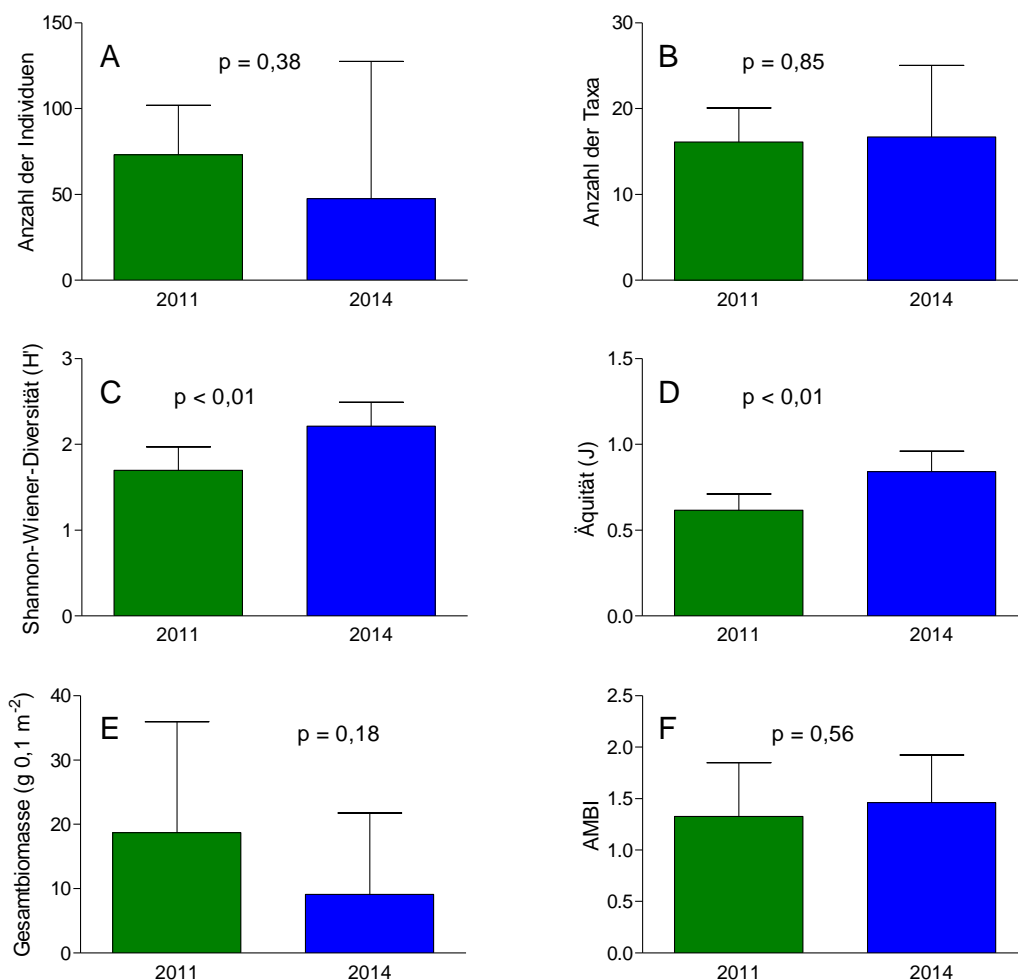 A
p = 0,38
Anzahl der Individuen
150
100
50
0
2011
2014
B
p = 0,85
Anzahl der Taxa
30
20
10
0
2011
2014
C
p < 0,01
Shannon-Wiener-Diversität (H')
3
2
1
0
2011
2014
D
p < 0,01
Äquität (J)
1.5
1.0
0.5
0.0
2011
2014
E
p = 0,18
Gesamtbiomasse (g 0,1 m⁻²)
40
30
20
10
0
2011
2014
F
p = 0,56
AMBI
2.5
2.0
1.5
1.0
0.5
0.0
2011
2014